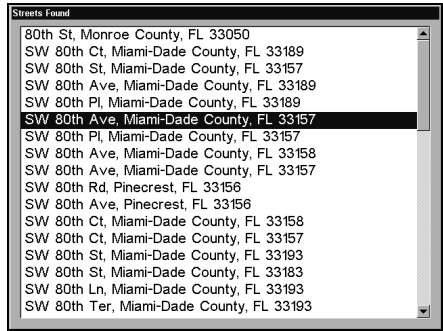 Streets Found
80th St, Monroe County, FL 33050
SW 80th Ct, Miami-Dade County, FL 33189
SW 80th St, Miami-Dade County, FL 33157
SW 80th Ave, Miami-Dade County, FL 33189
SW 80th Pl, Miami-Dade County, FL 33189
SW 80th Ave, Miami-Dade County, FL 33157
SW 80th Pl, Miami-Dade County, FL 33157
SW 80th Ave, Miami-Dade County, FL 33158
SW 80th Ave, Miami-Dade County, FL 33157
SW 80th Rd, Pinecrest, FL 33156
SW 80th Ave, Pinecrest, FL 33156
SW 80th Ct, Miami-Dade County, FL 33158
SW 80th Ct, Miami-Dade County, FL 33157
SW 80th St, Miami-Dade County, FL 33193
SW 80th St, Miami-Dade County, FL 33183
SW 80th Ln, Miami-Dade County, FL 33193
SW 80th Ter, Miami-Dade County, FL 33193